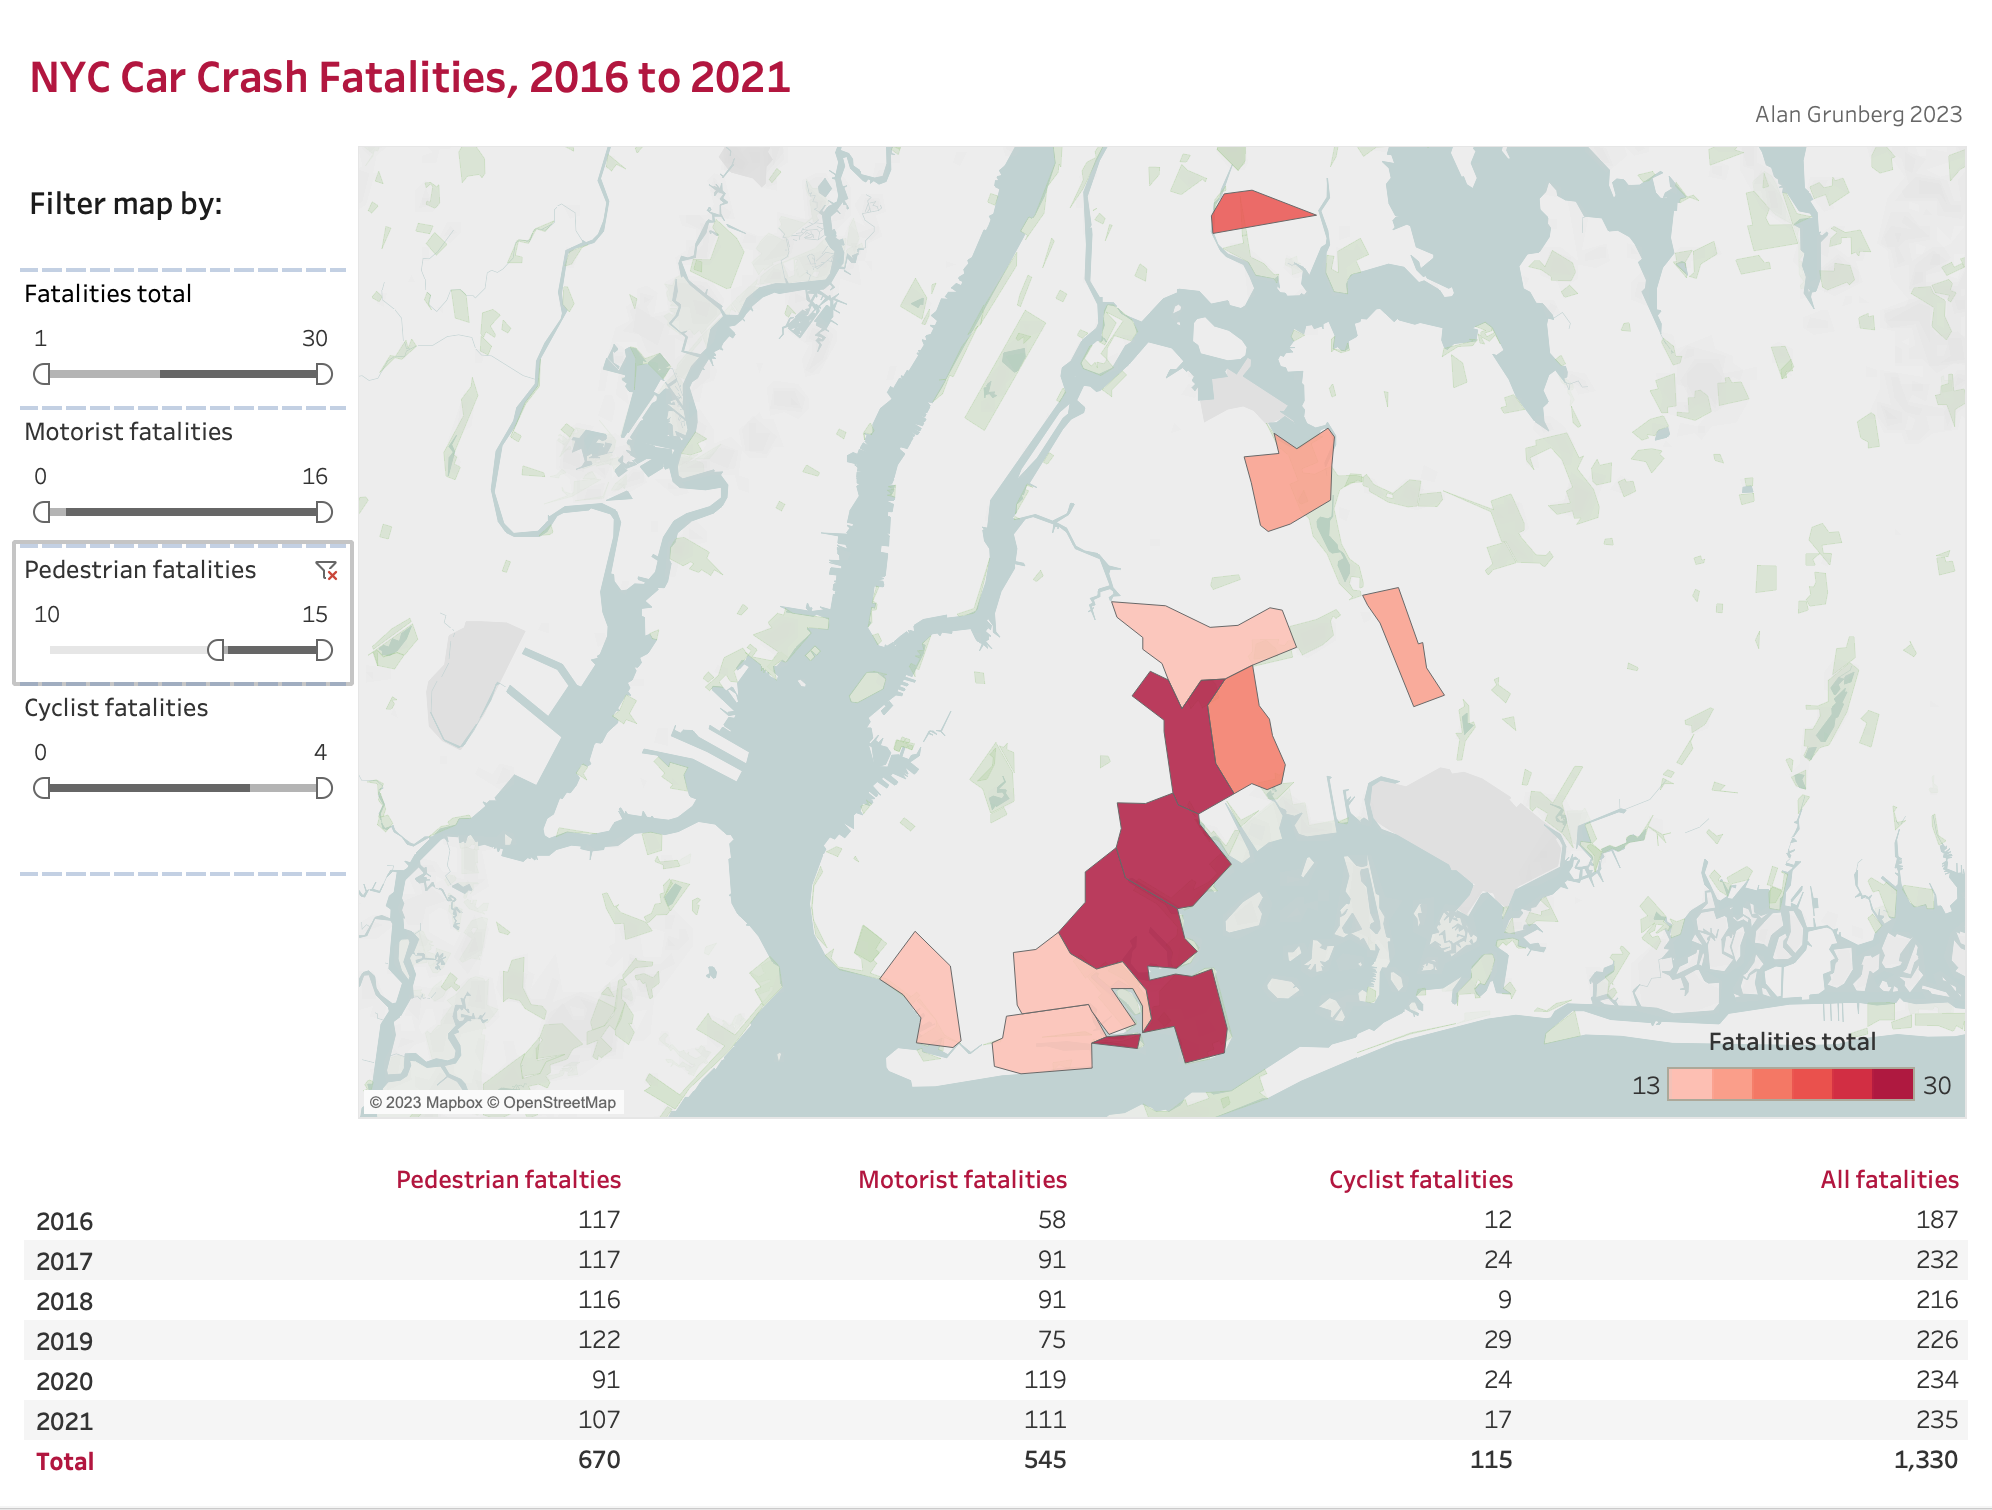 NYC Car Crash Fatalities, 2016 to 2021
Alan Grunberg 2023
Filter map by:
Fatalities total
1 30
Motorist fatalities
0 16
Pedestrian fatalities
10 15
Cyclist fatalities
0 4
Fatalities total
13 30
© 2023 Mapbox © OpenStreetMap
Pedestrian fatalties Motorist fatalities Cyclist fatalities All fatalities
2016 117 58 12 187
2017 117 91 24 232
2018 116 91 9 216
2019 122 75 29 226
2020 91 119 24 234
2021 107 111 17 235
Total 670 545 115 1,330